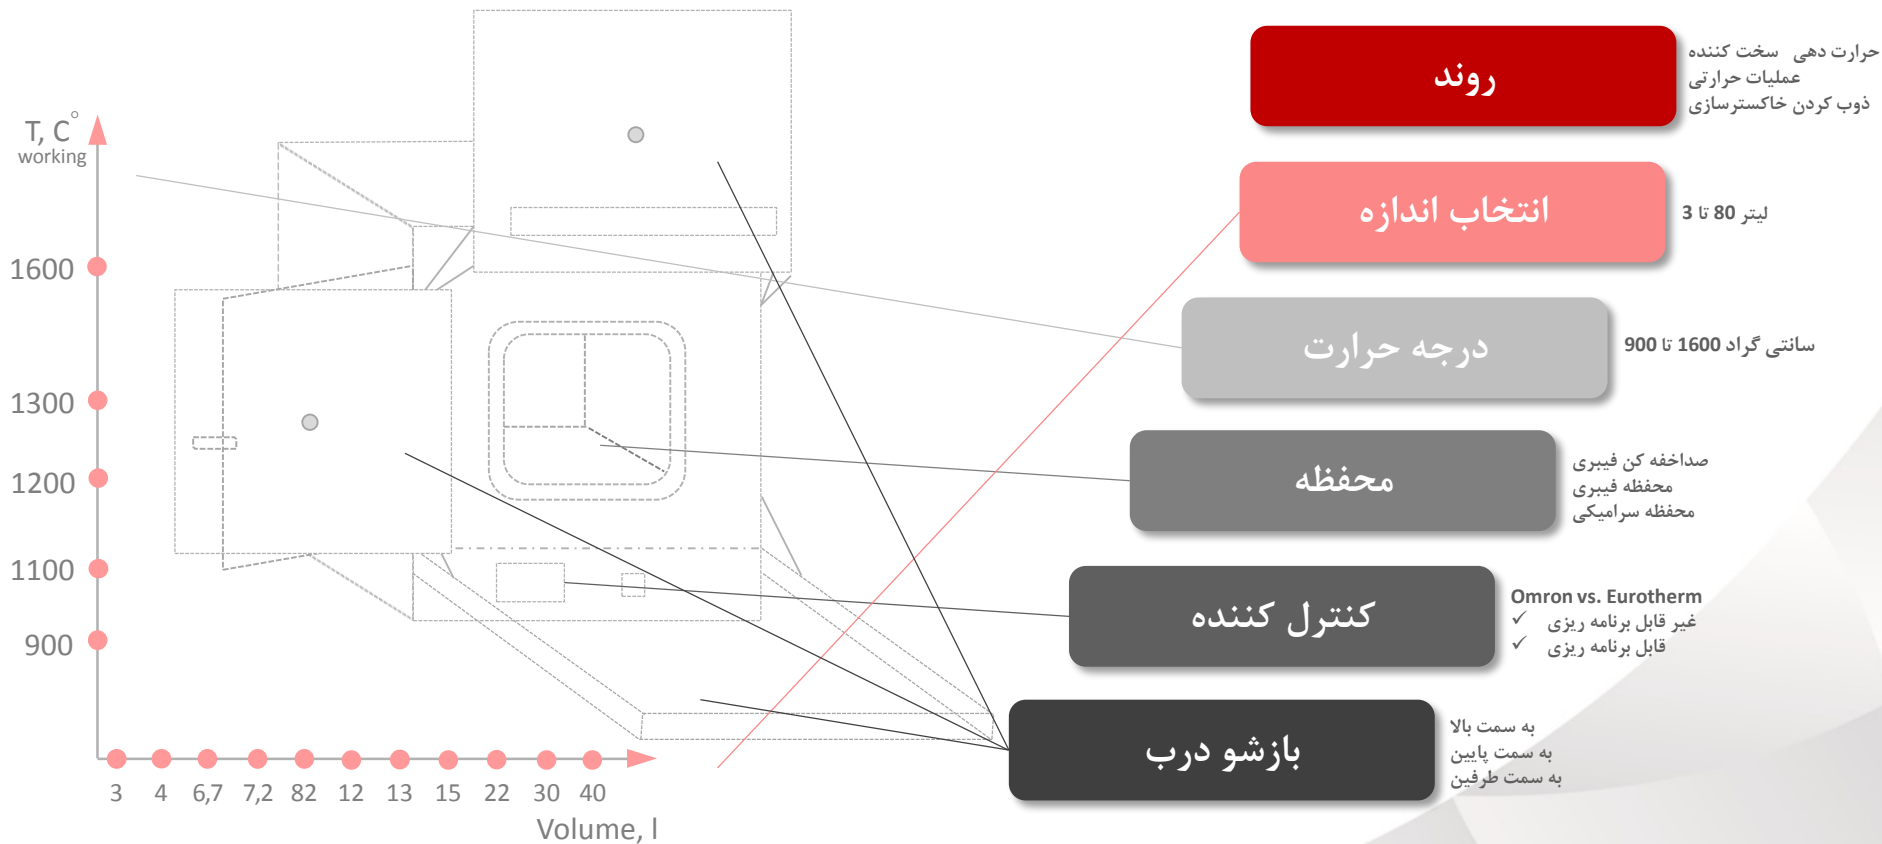 T, C°
working
1600
1300
1200
1100
900
3 4 6,7 7,2 82 12 13 15 22 30 40
Volume, l
روند
حرارت دهی سخت کننده
عملیات حرارتی
ذوب کردن خاکسترسازی
انتخاب اندازه
لیتر 80 تا 3
درجه حرارت
سانتی گراد 1600 تا 900
محفظه
صداخفه کن فیبری
محفظه فیبری
محفظه سرامیکی
کنترل کننده
Omron vs. Eurotherm
✓ غیر قابل برنامه ریزی
✓ قابل برنامه ریزی
بازشو درب
به سمت بالا
به سمت پایین
به سمت طرفین